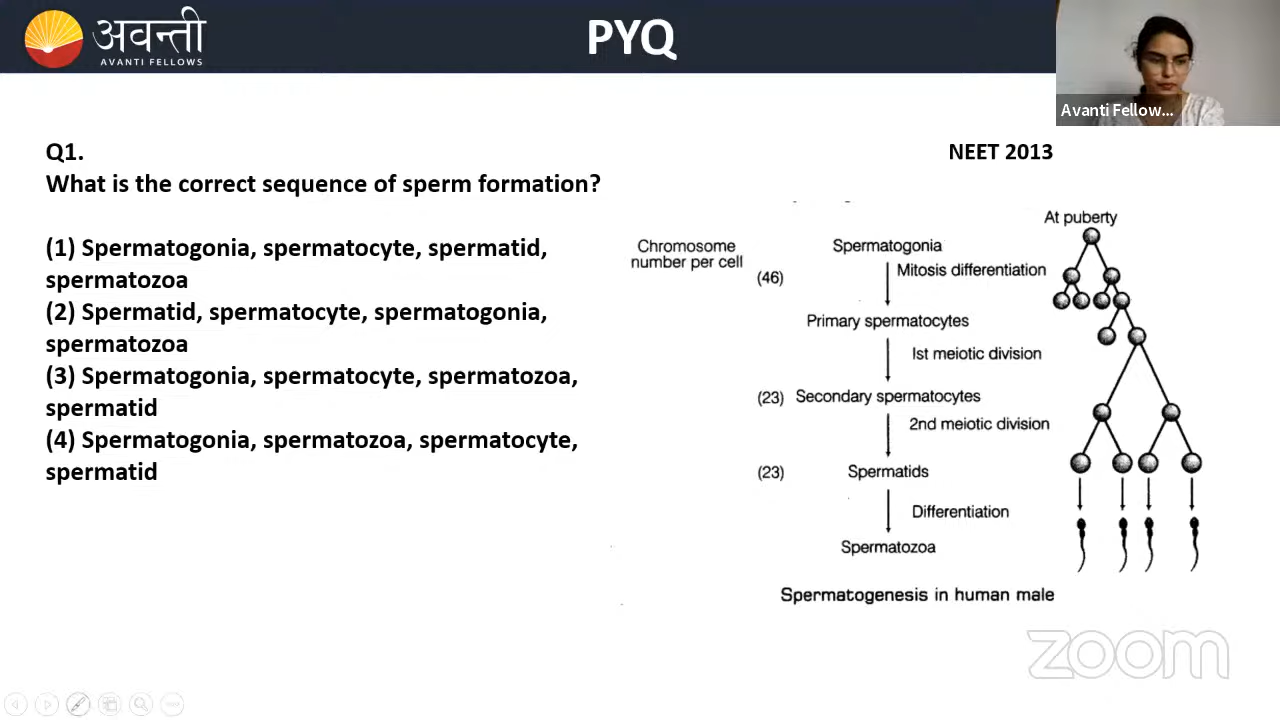 अवन्ती
AVANTI FELLOWS
PYQ
Avanti Fellow...
Q1.
NEET 2013
What is the correct sequence of sperm formation?
(1) Spermatogonia, spermatocyte, spermatid,
spermatozoa
(2) Spermatid, spermatocyte, spermatogonia,
spermatozoa
(3) Spermatogonia, spermatocyte, spermatozoa,
spermatid
(4) Spermatogonia, spermatozoa, spermatocyte,
spermatid
At puberty
Chromosome
number per cell
Spermatogonia
(46)
Mitosis differentiation
Primary spermatocytes
Ist meiotic division
(23) Secondary spermatocytes
2nd meiotic division
(23) Spermatids
Differentiation
Spermatozoa
Spermatogenesis in human male
zoom